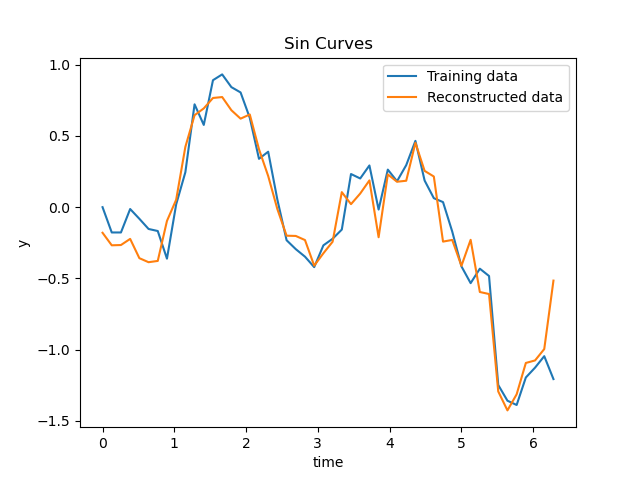 Sin Curves
Training data
Reconstructed data
1.0
0.5
0.0
−0.5
−1.0
−1.5
y
0 1 2 3 4 5 6
time